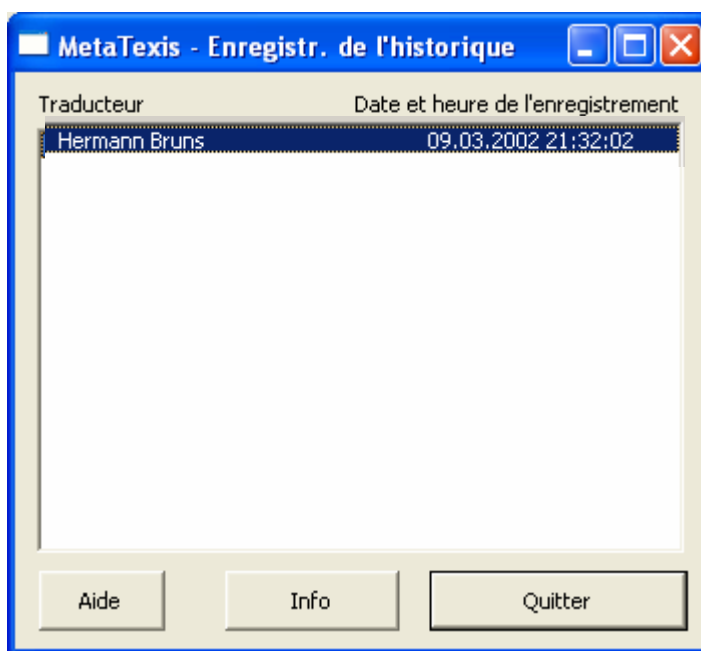 MetaTexis - Enregistr. de l'historique
Traducteur Date et heure de l'enregistrement
Hermann Bruns 09.03.2002 21:32:02
Aide Info Quitter